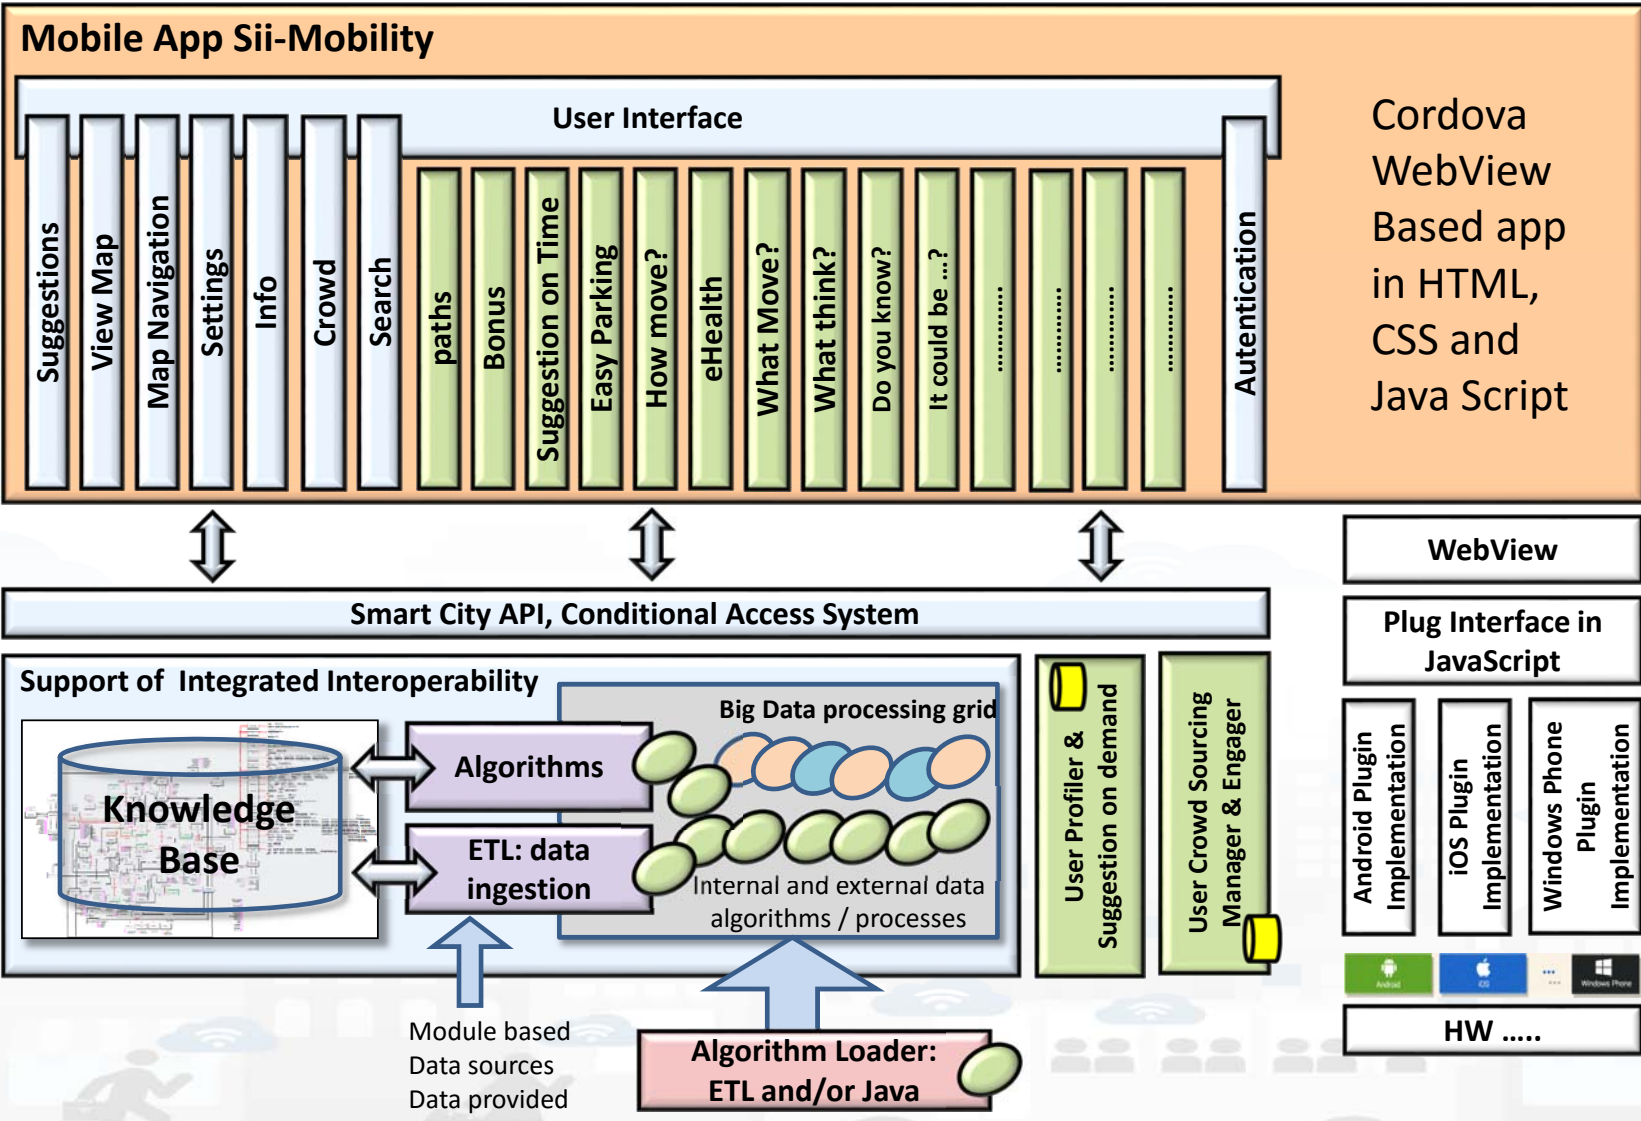 Mobile App Sii-Mobility
User Interface
Suggestions
View Map
Map Navigation
Settings
Info
Crowd
Search
paths
Bonus
Suggestion on Time
Easy Parking
How move?
eHealth
What Move?
What think?
Do you know?
It could be ...?
.............
.............
.............
.............
Autentication
Cordova
WebView
Based app
in HTML,
CSS and
Java Script
Smart City API, Conditional Access System
Support of Integrated Interoperability
Knowledge
Base
Algorithms
ETL: data
ingestion
Big Data processing grid
Internal and external data
algorithms / processes
User Profiler &
Suggestion on demand
User Crowd Sourcing
Manager & Engager
Module based
Data sources
Data provided
Algorithm Loader:
ETL and/or Java
WebView
Plug Interface in
JavaScript
Android Plugin
Implementation
iOS Plugin
Implementation
Windows Phone
Plugin
Implementation
Android
iOS
...
...
Windows Phone
HW .....